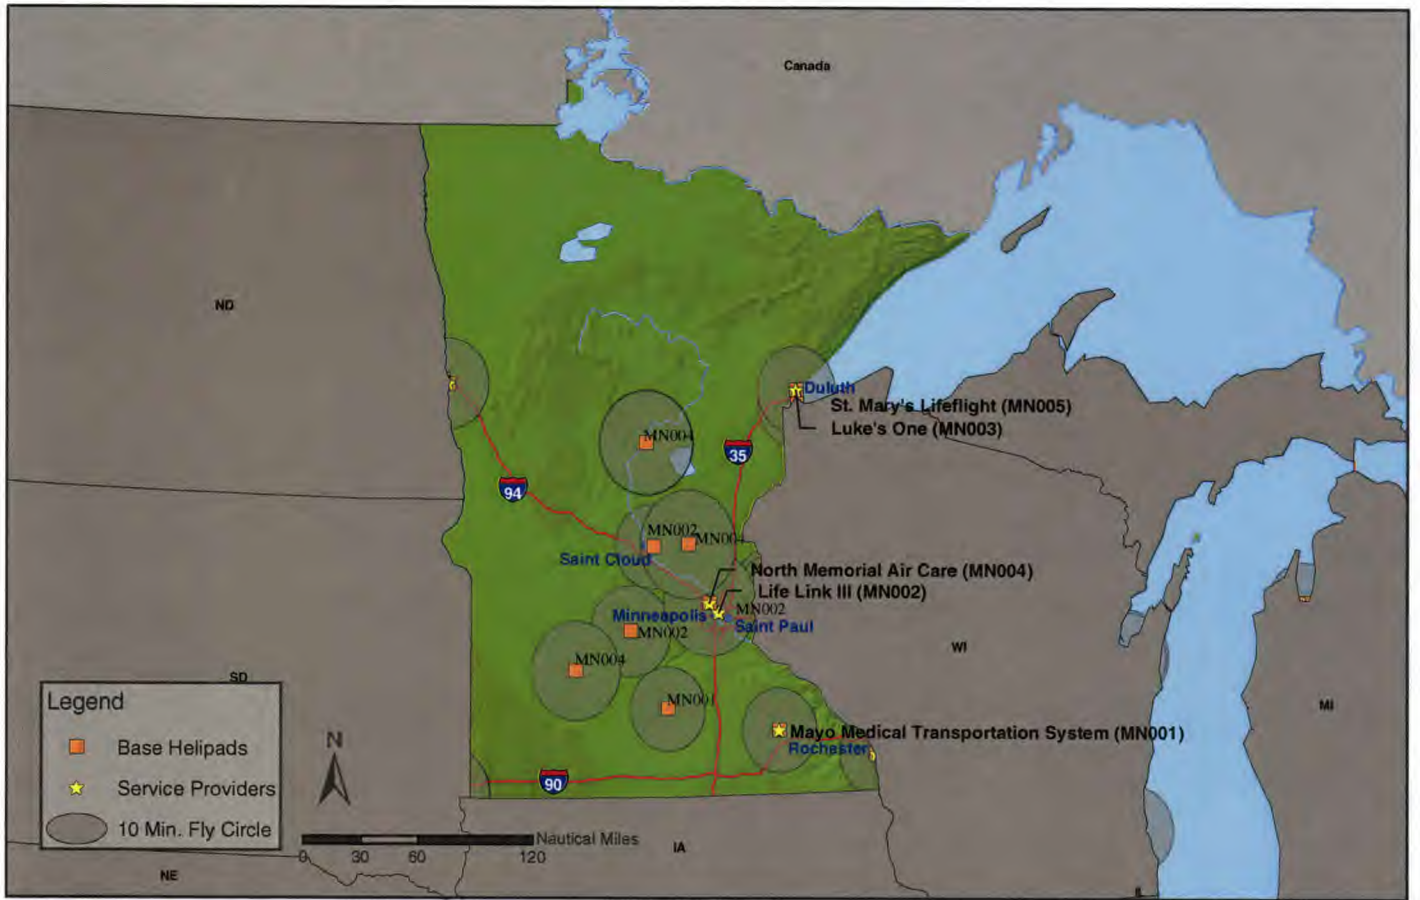 Canada
ND
Duluth
St. Mary's Lifeflight (MN005)
Luke's One (MN003)
MN004
35
94
MN002
MN004
Saint Cloud
North Memorial Air Care (MN004)
Life Link III (MN002)
MN002
Minneapolis
Saint Paul
MN002
WI
MN004
SD
MN001
MI
Legend
Base Helipads
Service Providers
10 Min. Fly Circle
N
Mayo Medical Transportation System (MN001)
Rochester
90
Nautical Miles
0 30 60 120
IA
NE
IL